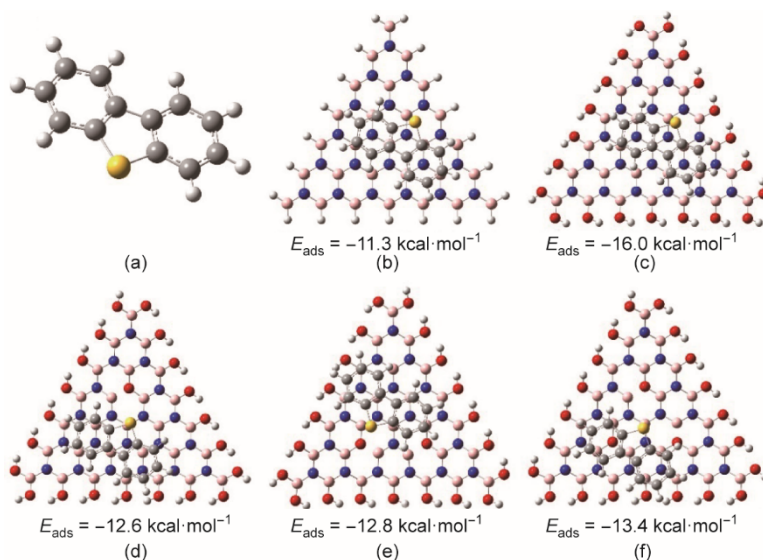 (a)
E_ads = −11.3 kcal·mol⁻¹
(b)
E_ads = −16.0 kcal·mol⁻¹
(c)
E_ads = −12.6 kcal·mol⁻¹
(d)
E_ads = −12.8 kcal·mol⁻¹
(e)
E_ads = −13.4 kcal·mol⁻¹
(f)